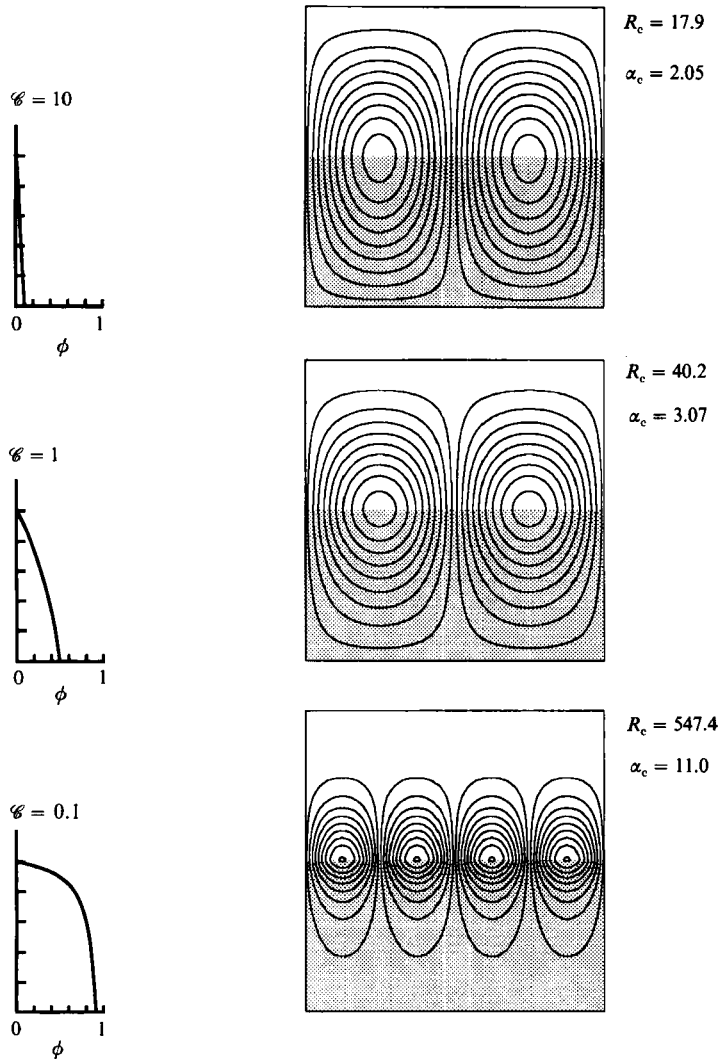 R_c = 17.9
α_c = 2.05
𝒞 = 10
0 1
ϕ
R_c = 40.2
α_c = 3.07
𝒞 = 1
0 1
ϕ
R_c = 547.4
α_c = 11.0
𝒞 = 0.1
0 1
ϕ